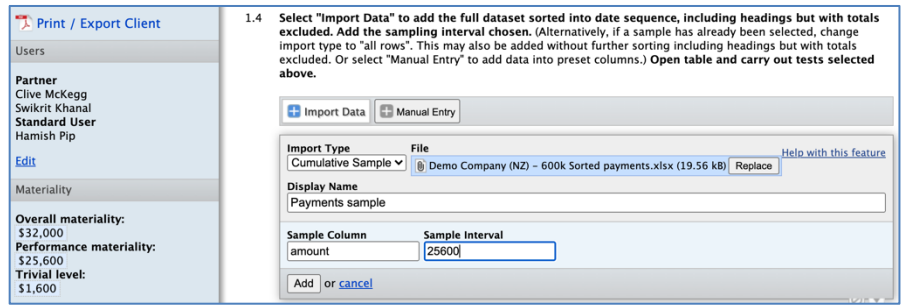 Print / Export Client
Users
Partner
Clive McKegg
Swikrit Khanal
Standard User
Hamish Pip
Edit
Materiality
Overall materiality:
$32,000
Performance materiality:
$25,600
Trivial level:
$1,600
1.4 Select "Import Data" to add the full dataset sorted into date sequence, including headings but with totals
excluded. Add the sampling interval chosen. (Alternatively, if a sample has already been selected, change
import type to "all rows". This may also be added without further sorting including headings but with totals
excluded. Or select "Manual Entry" to add data into preset columns.) Open table and carry out tests selected
above.
Import Data Manual Entry
Import Type File
Help with this feature
Cumulative Sample Demo Company (NZ) – 600k Sorted payments.xlsx (19.56 kB) Replace
Display Name
Payments sample
Sample Column Sample Interval
amount 25600
Add or cancel